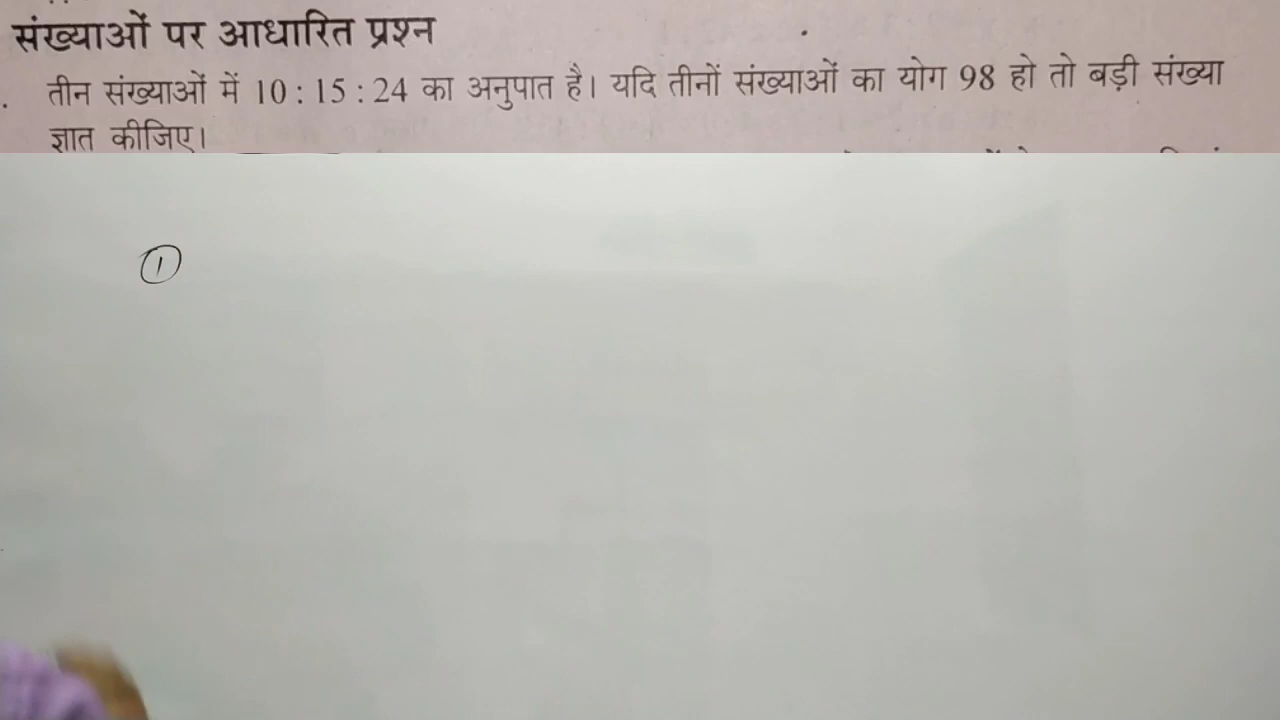 संख्याओं पर आधारित प्रश्न
तीन संख्याओं में 10 : 15 : 24 का अनुपात है। यदि तीनों संख्याओं का योग 98 हो तो बड़ी संख्या
ज्ञात कीजिए।
1